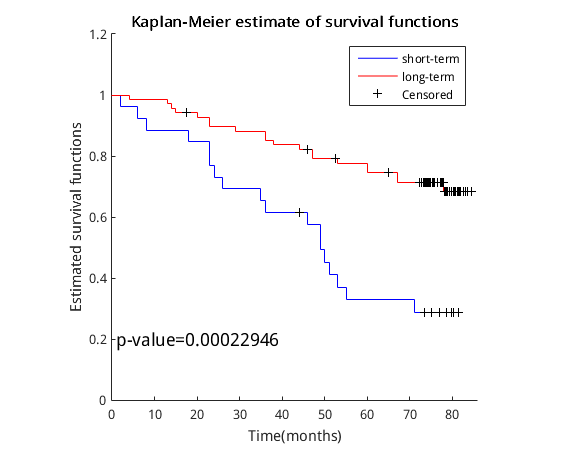 Kaplan-Meier estimate of survival functions
1.2
short-term
long-term
Censored
1
0.8
0.6
0.4
0.2
0
Estimated survival functions
p-value=0.00022946
0 10 20 30 40 50 60 70 80
Time(months)